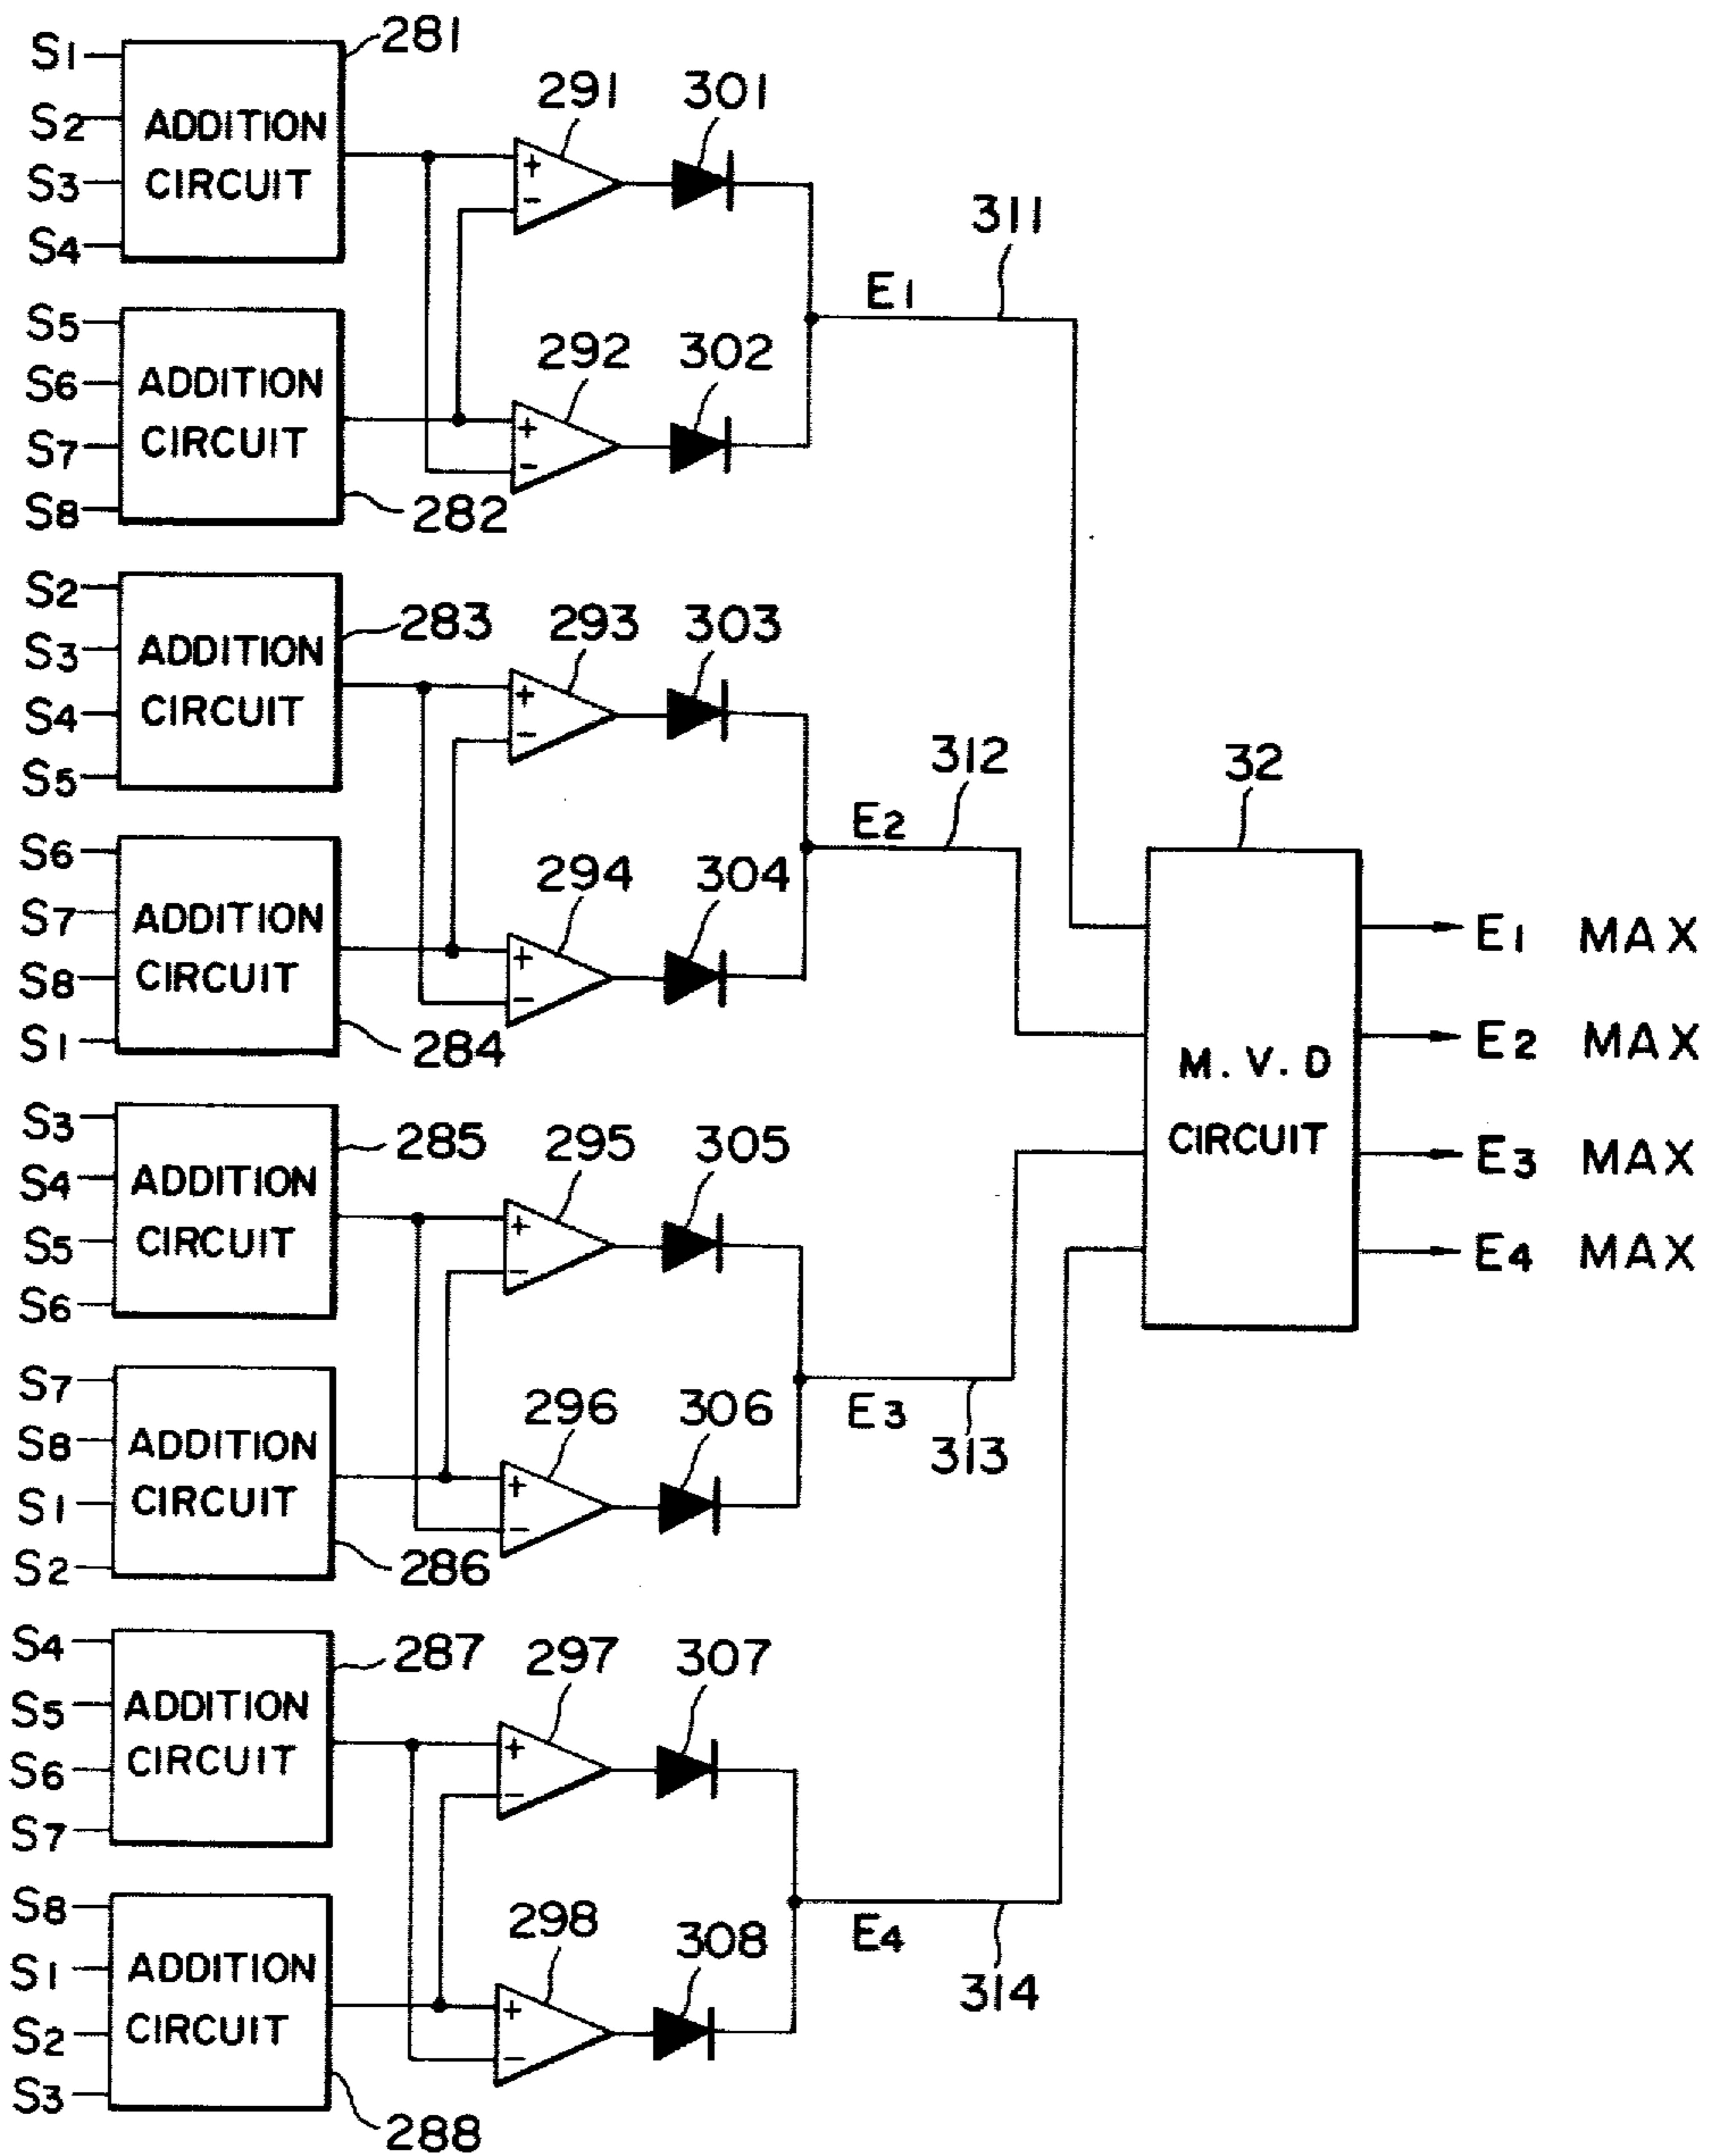 S1
S2
S3
S4
ADDITION
CIRCUIT
281
S5
S6
S7
S8
ADDITION
CIRCUIT
282
+
-
291
301
+
-
292
302
E1
311
S2
S3
S4
S5
ADDITION
CIRCUIT
283
S6
S7
S8
S1
ADDITION
CIRCUIT
284
+
-
293
303
+
-
294
304
E2
312
S3
S4
S5
S6
ADDITION
CIRCUIT
285
S7
S8
S1
S2
ADDITION
CIRCUIT
286
+
-
295
305
+
-
296
306
E3
313
S4
S5
S6
S7
ADDITION
CIRCUIT
287
S8
S1
S2
S3
ADDITION
CIRCUIT
288
+
-
297
307
+
-
298
308
E4
314
32
M.V.D
CIRCUIT
E1 MAX
E2 MAX
E3 MAX
E4 MAX